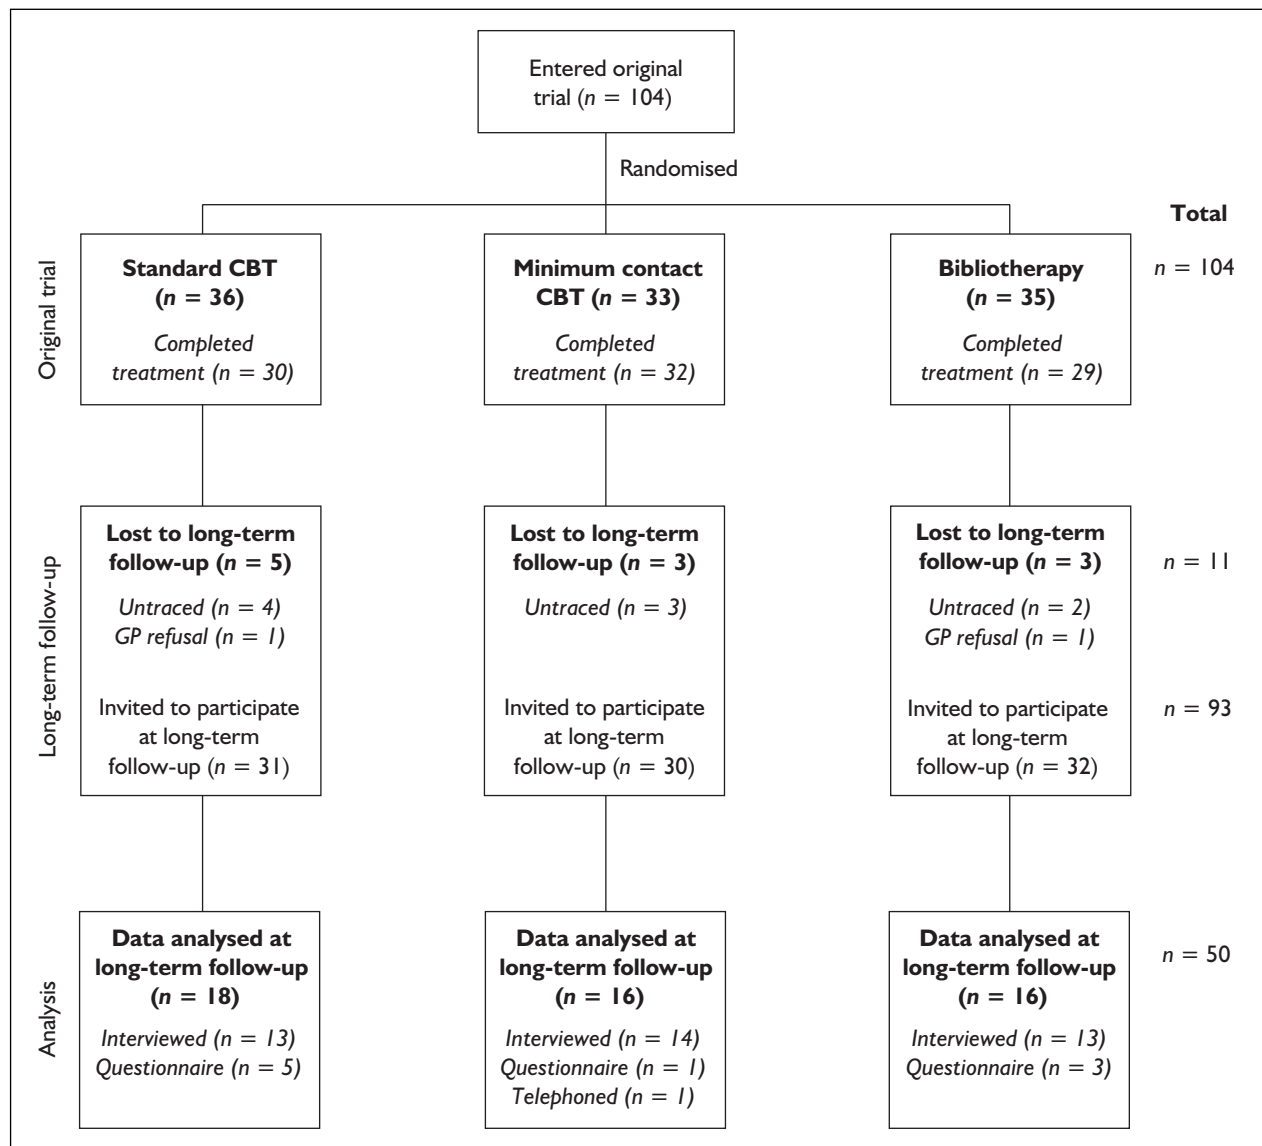 Entered original
trial (n = 104)
Randomised
Total
Original trial
Standard CBT
(n = 36)
Completed
treatment (n = 30)
Minimum contact
CBT (n = 33)
Completed
treatment (n = 32)
Bibliotherapy
(n = 35)
Completed
treatment (n = 29)
n = 104
Long-term follow-up
Lost to long-term
follow-up (n = 5)
Untraced (n = 4)
GP refusal (n = 1)
Invited to participate
at long-term
follow-up (n = 31)
Lost to long-term
follow-up (n = 3)
Untraced (n = 3)
Invited to participate
at long-term
follow-up (n = 30)
Lost to long-term
follow-up (n = 3)
Untraced (n = 2)
GP refusal (n = 1)
Invited to participate
at long-term
follow-up (n = 32)
n = 11
n = 93
Analysis
Data analysed at
long-term follow-up
(n = 18)
Interviewed (n = 13)
Questionnaire (n = 5)
Data analysed at
long-term follow-up
(n = 16)
Interviewed (n = 14)
Questionnaire (n = 1)
Telephoned (n = 1)
Data analysed at
long-term follow-up
(n = 16)
Interviewed (n = 13)
Questionnaire (n = 3)
n = 50